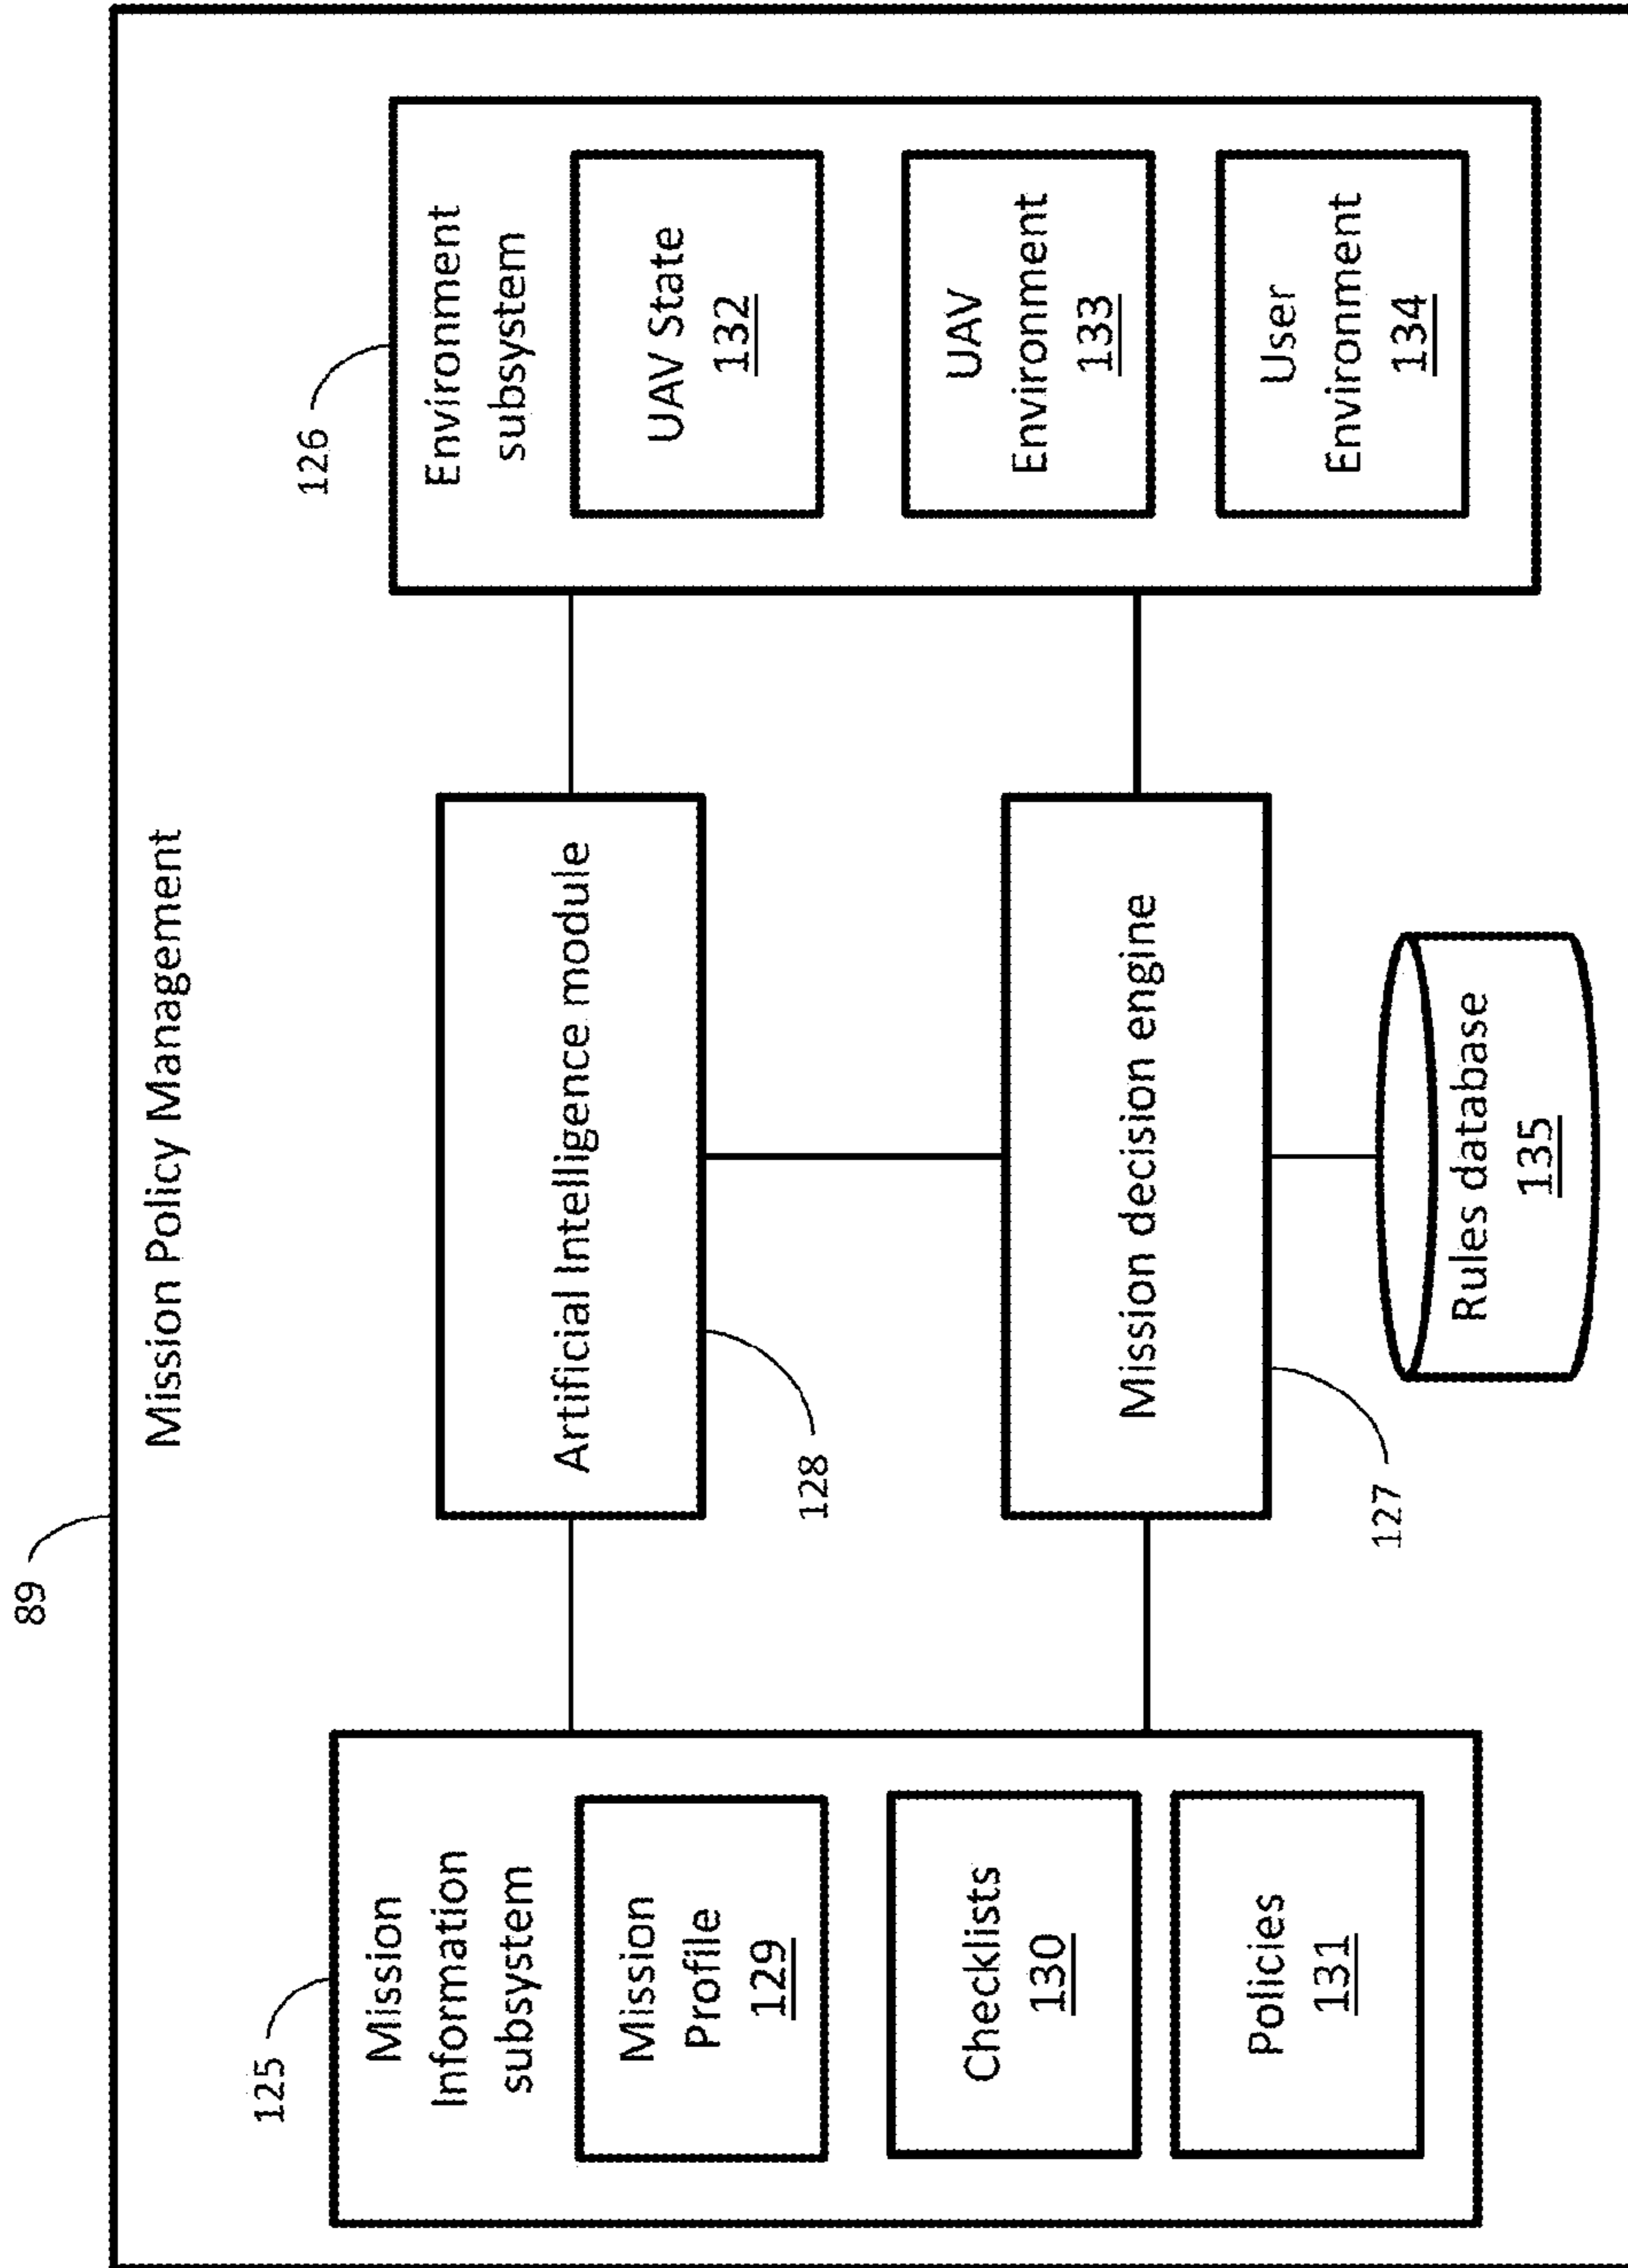 89
Mission Policy Management
125
Mission
Information
subsystem
Mission
Profile
129
Checklists
130
Policies
131
Artificial Intelligence module
128
Mission decision engine
127
Rules database
135
126
Environment
subsystem
UAV State
132
UAV
Environment
133
User
Environment
134